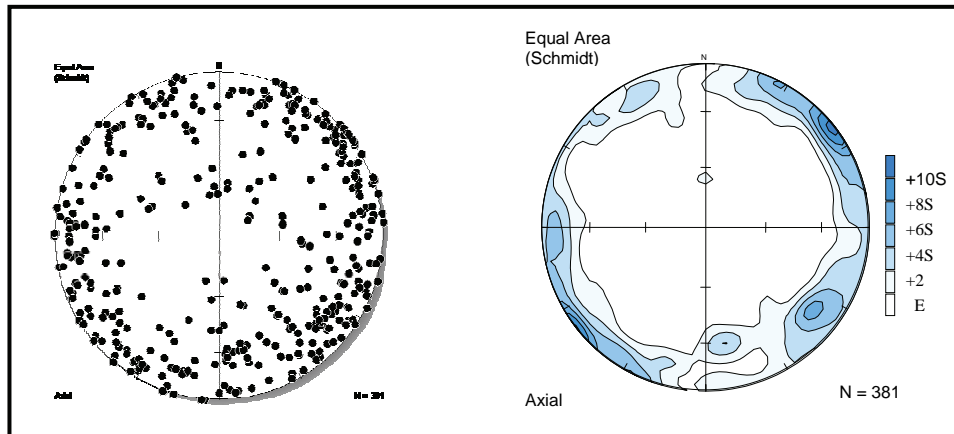 Equal Area
(Schmidt)
N
Axial
N = 381
Equal Area
(Schmidt)
N
+10S
+8S
+6S
+4S
+2
E
Axial
N = 381